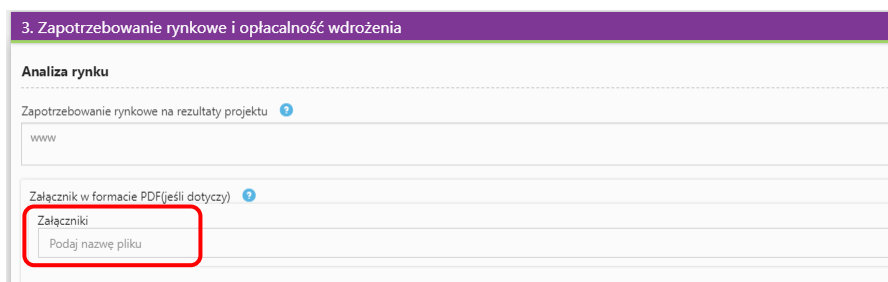 3. Zapotrzebowanie rynkowe i opłacalność wdrożenia
Analiza rynku
Zapotrzebowanie rynkowe na rezultaty projektu ?
www
Załącznik w formacie PDF(jeśli dotyczy) ?
Załączniki
Podaj nazwę pliku